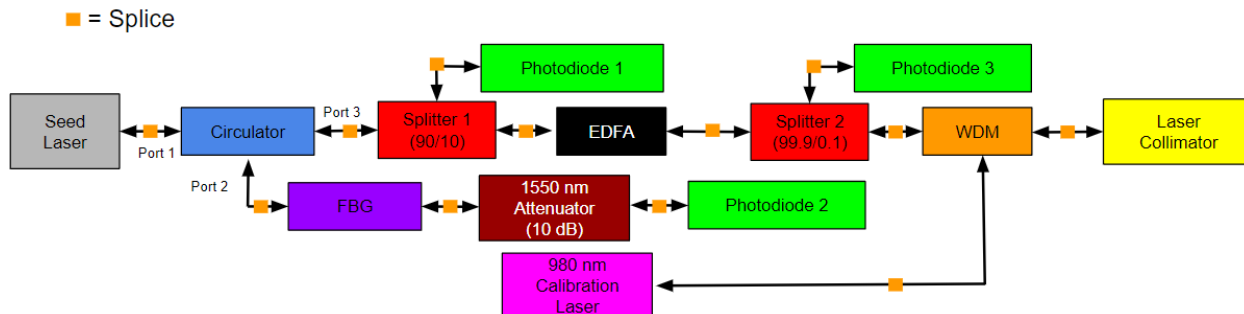 = Splice
Photodiode 1
Photodiode 3
Seed
Laser
Port 1
Circulator
Port 3
Splitter 1
(90/10)
EDFA
Splitter 2
(99.9/0.1)
WDM
Laser
Collimator
Port 2
FBG
1550 nm
Attenuator
(10 dB)
Photodiode 2
980 nm
Calibration
Laser